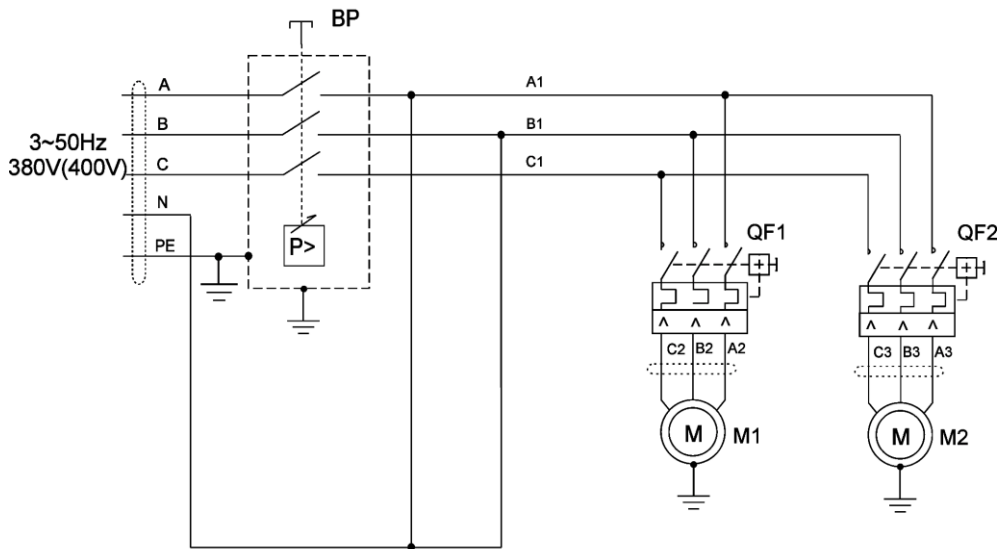 BP
A
A1
B
B1
3~50Hz
380V(400V)
C
C1
N
PE
P>
QF1
QF2
C2
B2
A2
C3
B3
A3
M
M1
M
M2